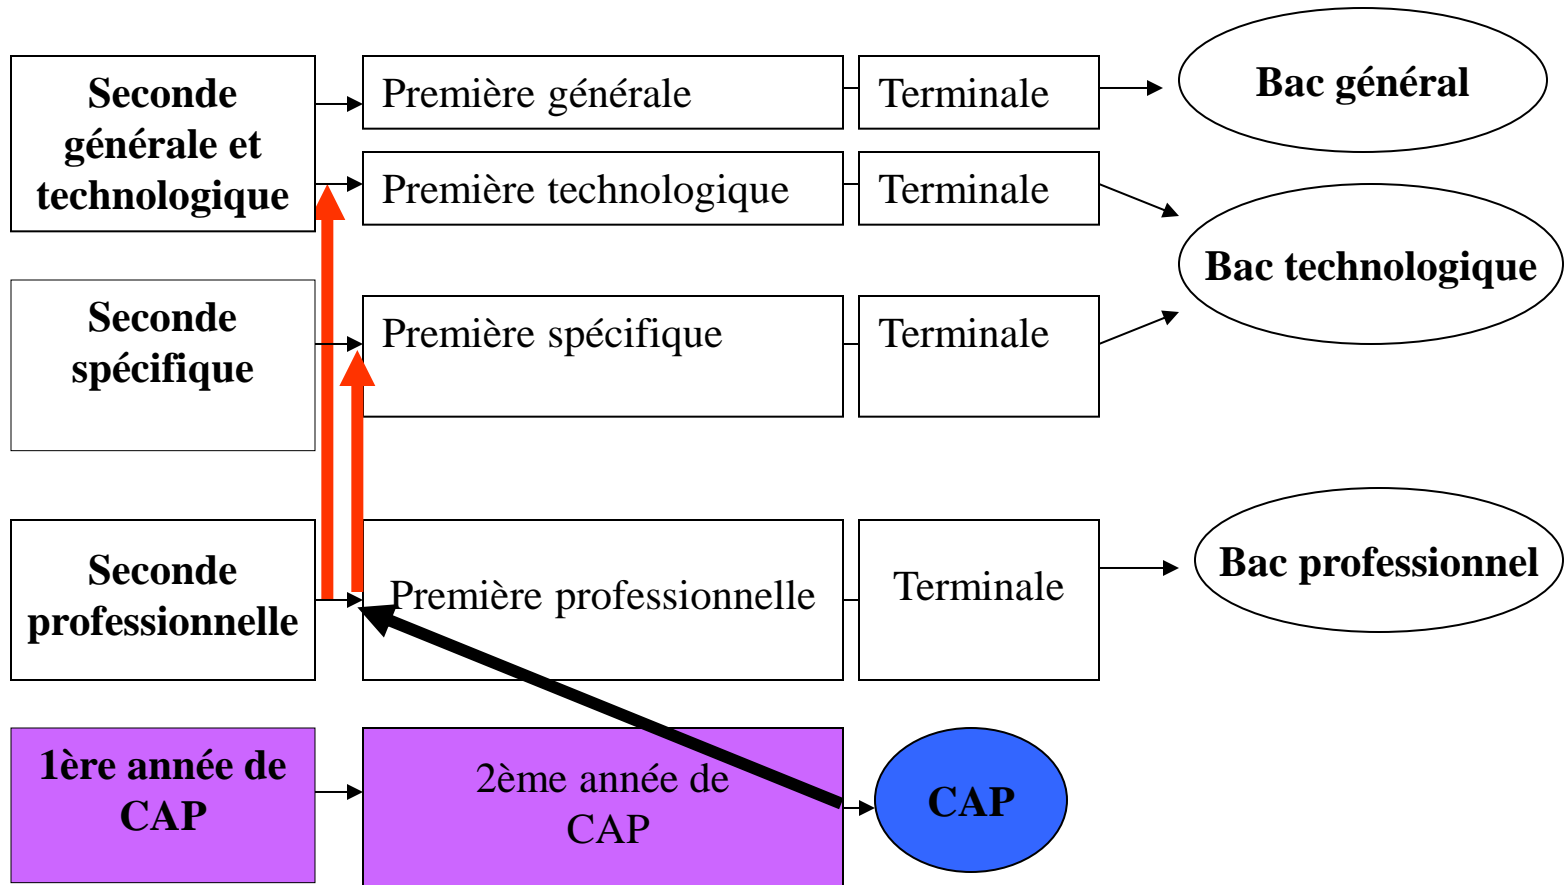 Seconde
générale et
technologique
Première générale
Terminale
Bac général
Première technologique
Terminale
Bac technologique
Seconde
spécifique
Première spécifique
Terminale
Seconde
professionnelle
Première professionnelle
Terminale
Bac professionnel
1ère année de
CAP
2ème année de
CAP
CAP